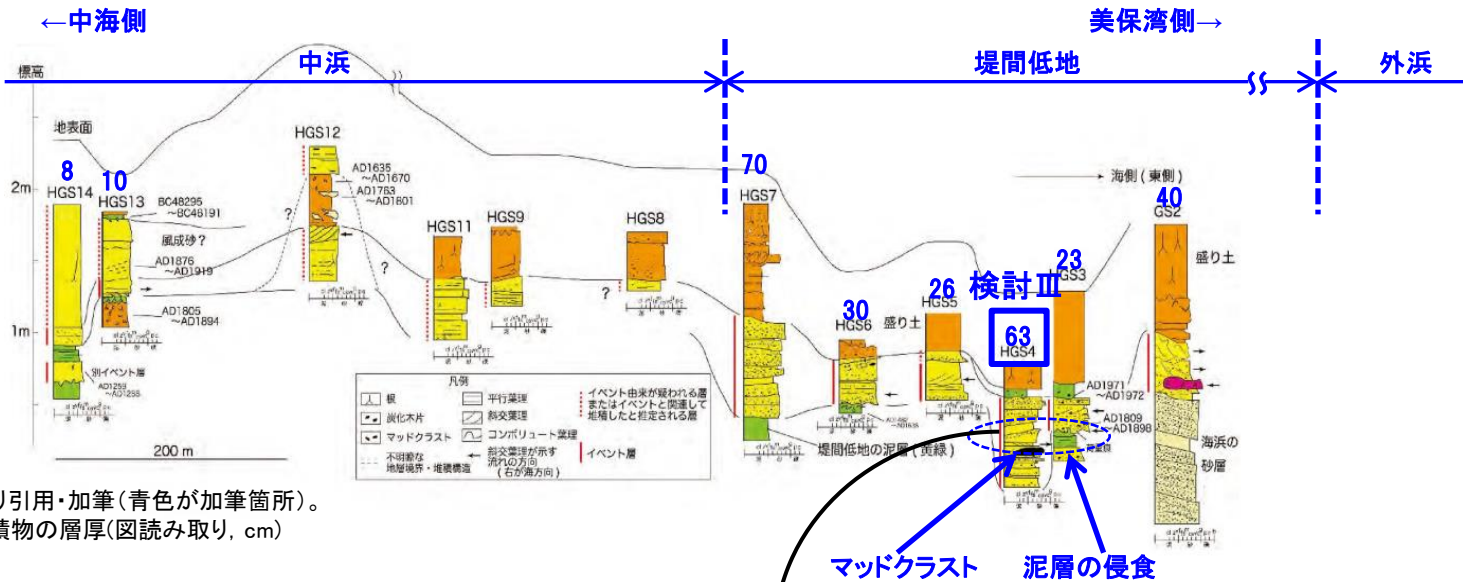 ←中海側
美保湾側→
中浜
堤間低地
外浜
標高
地表面
2m
1m
8
HGS14
10
HGS13
BC48295
～BC48191
風成砂？
AD1876
～AD1919
AD1805
～AD1894
別イベント層
HGS12
AD1635
～AD1670
AD1763
～AD1801
?
?
HGS11
HGS9
HGS8
?
70
HGS7
30
HGS6
26
HGS5
盛り土
検討Ⅲ
63
HGS4
23
HGS3
AD1971
～AD1972
AD1809
～AD1898
→ 海側(東側)
40
GS2
盛り土
海浜の
砂層
堤間低地の泥層(黄緑)
200 m
凡例
根
炭化木片
マッドクラスト
不明瞭な
地層境界・堆積構造
平行葉理
斜交葉理
コンボリュート葉理
斜交葉理が示す
流れの方向
(右が海方向)
イベント由来が疑われる層
またはイベントと関連して
堆積したと推定される層
イベント層
り引用・加筆(青色が加筆箇所)。
積物の層厚(図読み取り, cm)
マッドクラスト
泥層の侵食